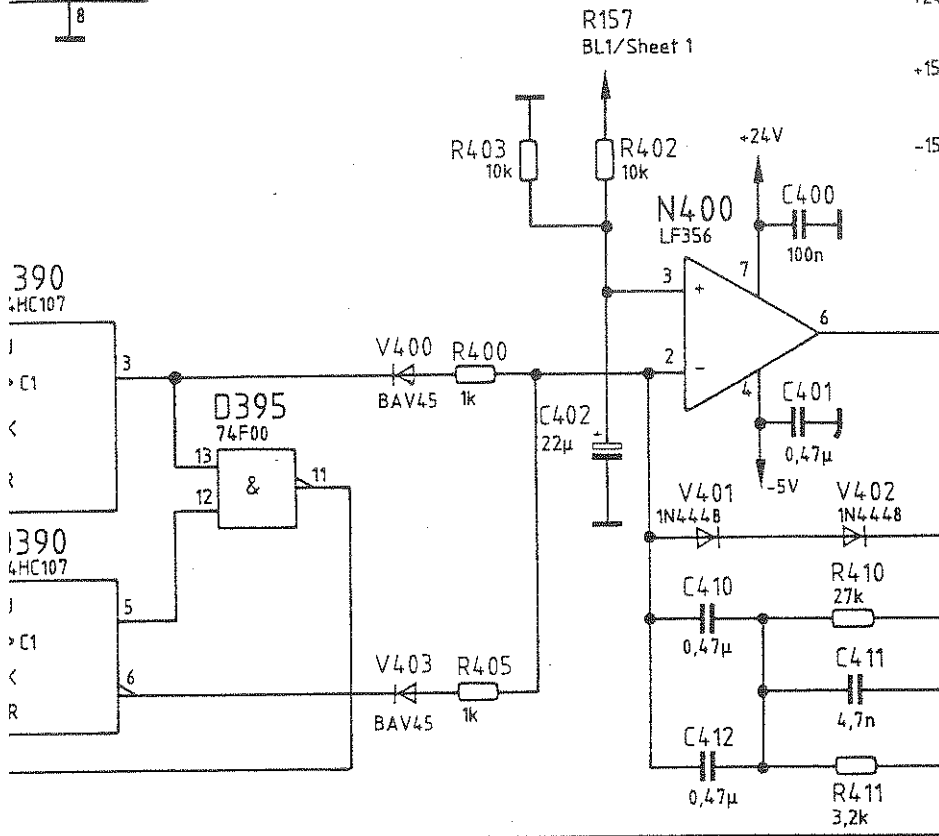 8
R157
BL1/Sheet 1
+15
-15
R403
10k
R402
10k
+24V
C400
100n
N400
LF356
3
+
7
6
2
-
4
C401
0,47µ
-5V
390
4HC107
3
> C1
K
R
V400
BAV45
R400
1k
D395
74F00
13
12
&
11
C402
+
22µ
V401
1N4448
V402
1N4448
390
4HC107
5
> C1
K
6
R
V403
BAV45
R405
1k
C410
0,47µ
R410
27k
C411
4,7n
C412
0,47µ
R411
3,2k